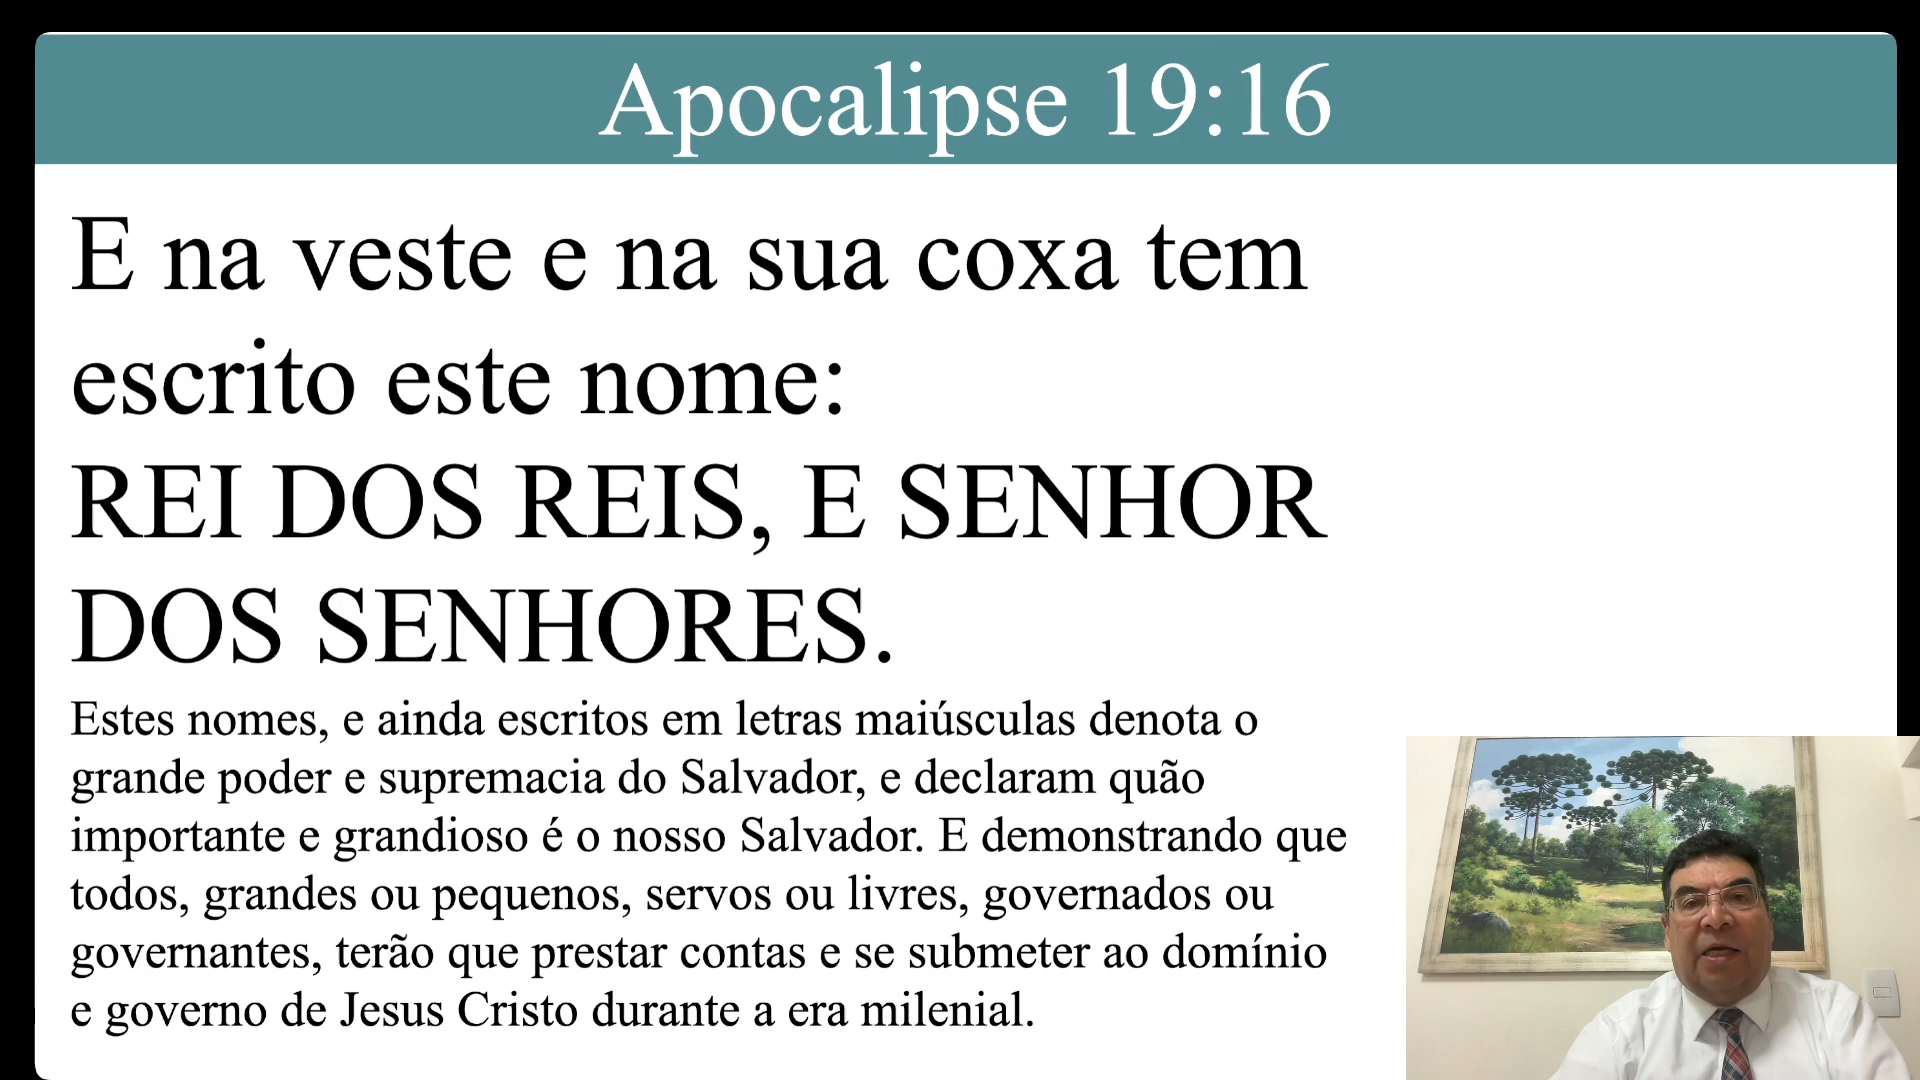 Apocalipse 19:16
E na veste e na sua coxa tem
escrito este nome:
REI DOS REIS, E SENHOR
DOS SENHORES.
Estes nomes, e ainda escritos em letras maiúsculas denota o
grande poder e supremacia do Salvador, e declaram quão
importante e grandioso é o nosso Salvador. E demonstrando que
todos, grandes ou pequenos, servos ou livres, governados ou
governantes, terão que prestar contas e se submeter ao domínio
e governo de Jesus Cristo durante a era milenial.